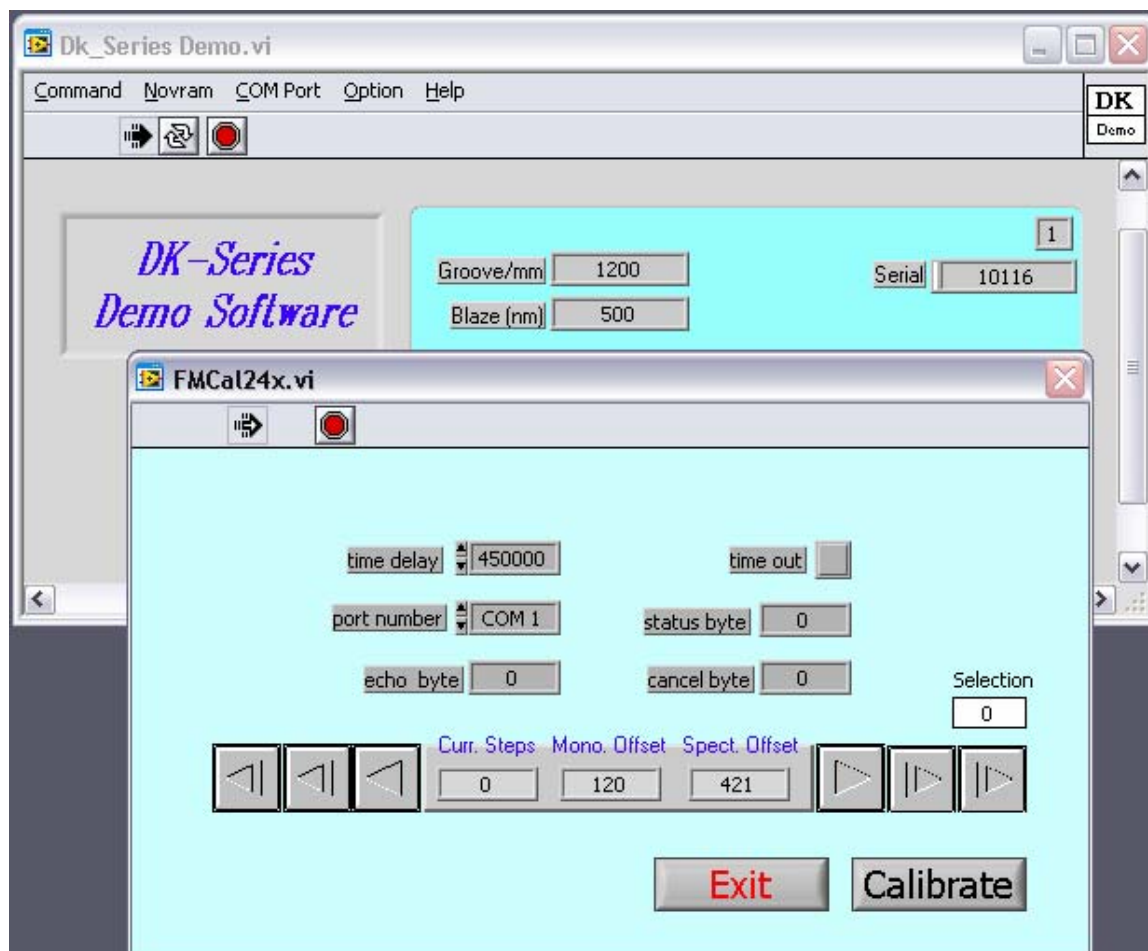 Dk_Series Demo.vi
Command Novram COM Port Option Help
DK
Demo
DK-Series
Demo Software
1
Groove/mm 1200
Serial 10116
Blaze (nm) 500
FMCal24x.vi
time delay 450000
time out
port number COM 1
status byte 0
echo byte 0
cancel byte 0
Selection
0
Curr. Steps Mono. Offset Spect. Offset
0 120 421
Exit Calibrate